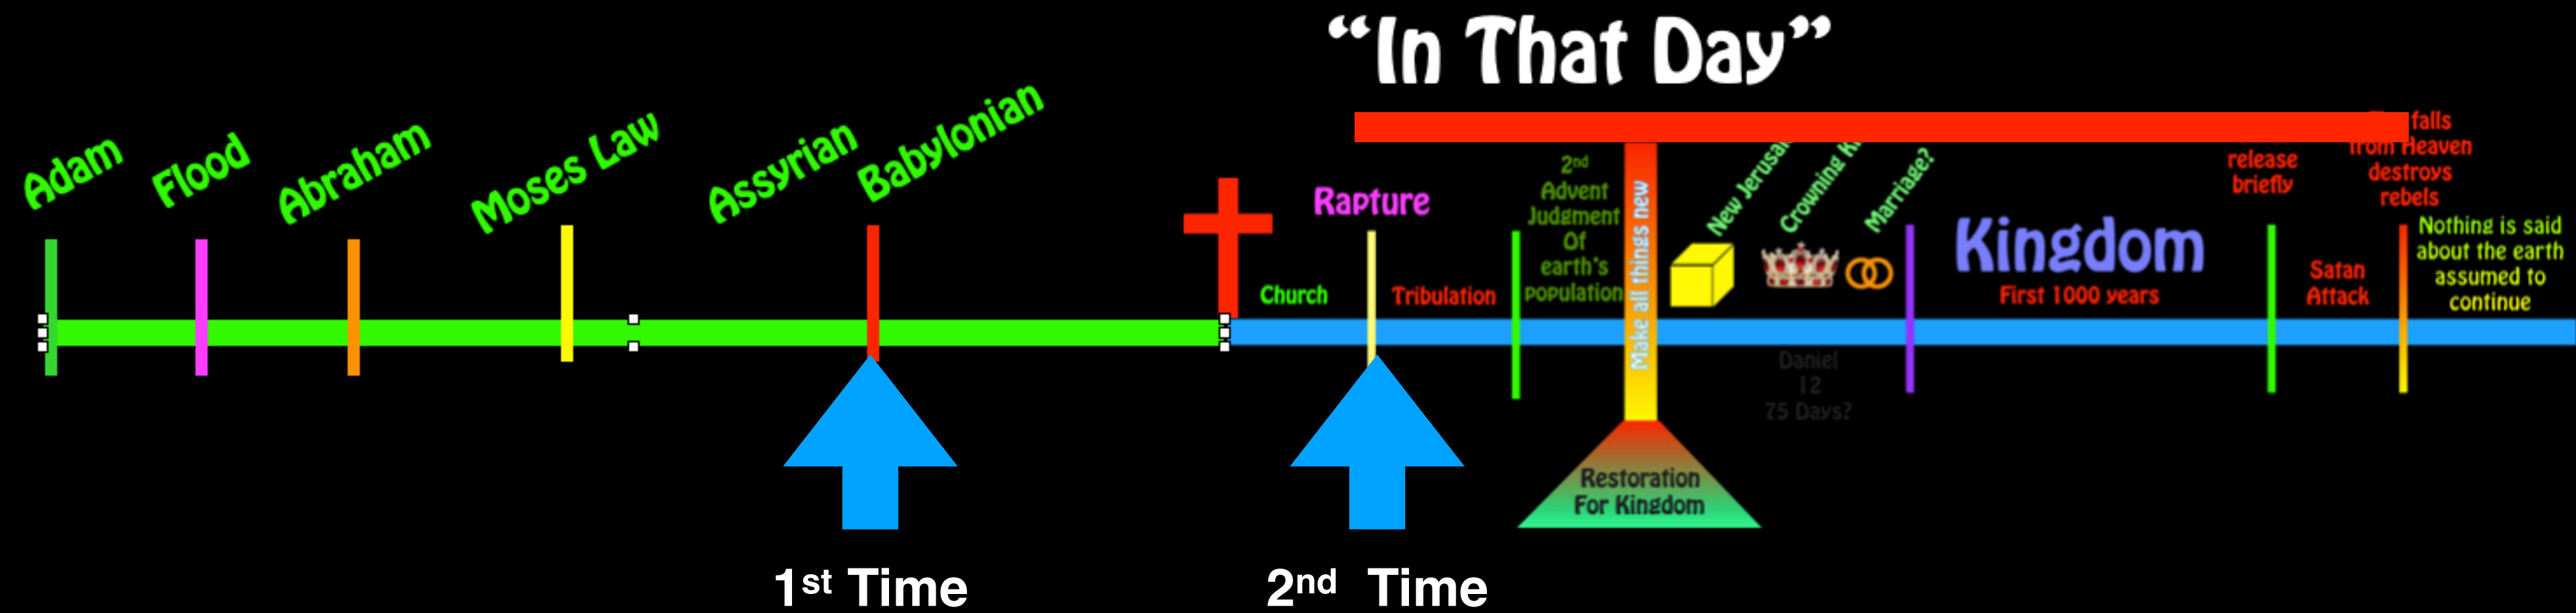 “In That Day”
Adam
Flood
Abraham
Moses Law
Assyrian
Babylonian
Church
Rapture
Tribulation
2nd
Advent
Judgment
Of
earth's
population
Make all things new
New
Crowning
Marriage?
Kingdom
First 1000 years
release
briefly
Satan
Attack
falls
from Heaven
destroys
rebels
Nothing is said
about the earth
assumed to
continue
Daniel
12
75 Days?
Restoration
For Kingdom
1st Time
2nd Time